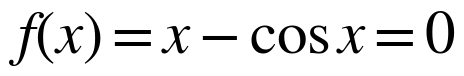 f(x) = x − cos x = 0